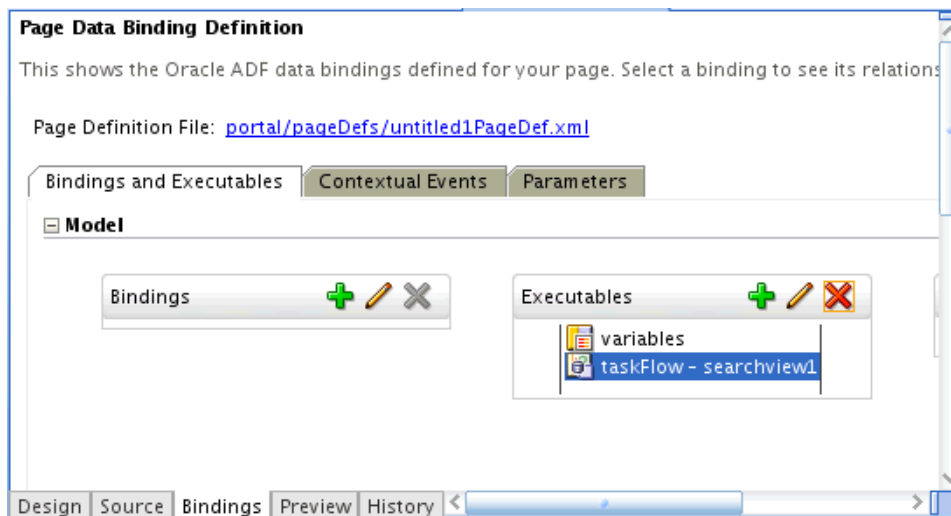 Page Data Binding Definition
This shows the Oracle ADF data bindings defined for your page. Select a binding to see its relations
Page Definition File: portal/pageDefs/untitled1PageDef.xml
Bindings and Executables Contextual Events Parameters
Model
Bindings Executables
variables
taskFlow - searchview1
Design Source Bindings Preview History